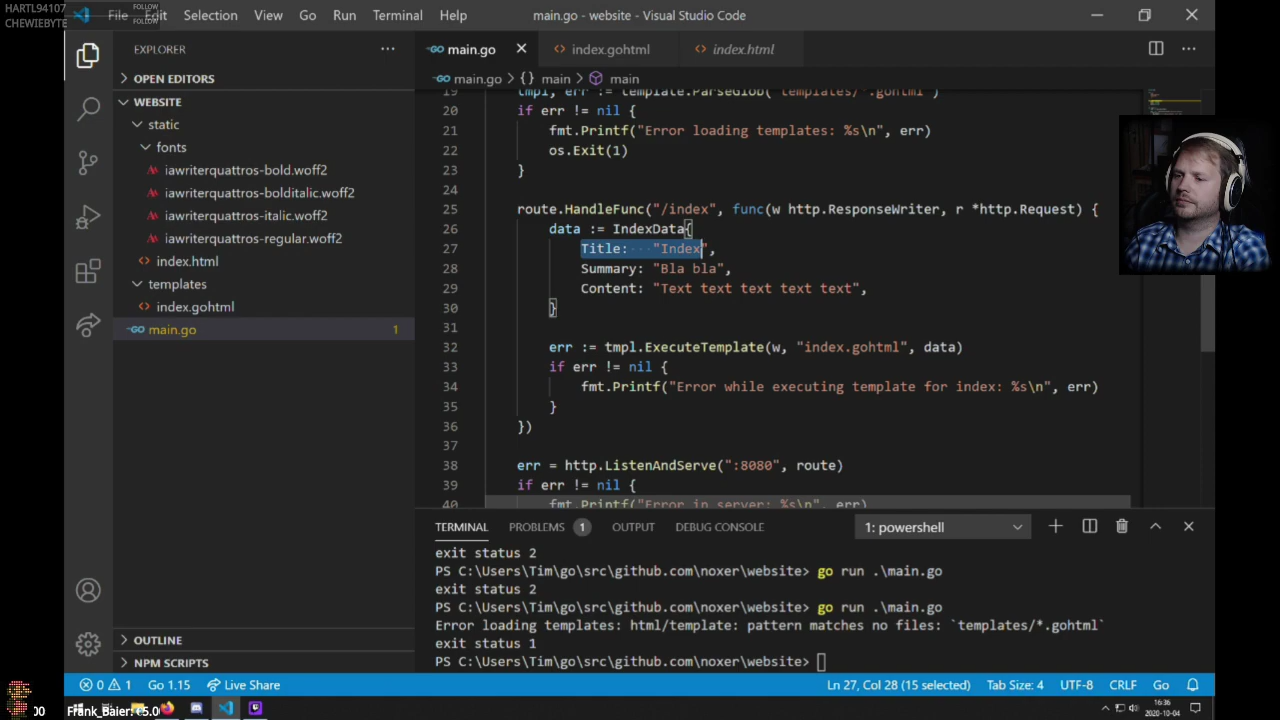 HARTL94107
CHEWIEBYTE
FOLLOW
FOLLOW
File Edit Selection View Go Run Terminal Help
main.go - website - Visual Studio Code
EXPLORER
OPEN EDITORS
WEBSITE
static
fonts
iawriterquattros-bold.woff2
iawriterquattros-bolditalic.woff2
iawriterquattros-italic.woff2
iawriterquattros-regular.woff2
index.html
templates
index.gohtml
main.go 1
OUTLINE
NPM SCRIPTS
main.go index.gohtml index.html
main.go > {} main > main
19 tmpl, err := template.ParseGlob("templates/*.gohtml")
20 if err != nil {
21 fmt.Printf("Error loading templates: %s\n", err)
22 os.Exit(1)
23 }
24
25 route.HandleFunc("/index", func(w http.ResponseWriter, r *http.Request) {
26 data := IndexData{
27 Title: "Index",
28 Summary: "Bla bla",
29 Content: "Text text text text text",
30 }
31
32 err := tmpl.ExecuteTemplate(w, "index.gohtml", data)
33 if err != nil {
34 fmt.Printf("Error while executing template for index: %s\n", err)
35 }
36 })
37
38 err = http.ListenAndServe(":8080", route)
39 if err != nil {
40 fmt.Printf("Error in server: %s\n", err)
TERMINAL PROBLEMS 1 OUTPUT DEBUG CONSOLE 1: powershell
exit status 2
PS C:\Users\Tim\go\src\github.com\noxer\website> go run .\main.go
exit status 2
PS C:\Users\Tim\go\src\github.com\noxer\website> go run .\main.go
Error loading templates: html/template: pattern matches no files: `templates/*.gohtml`
exit status 1
PS C:\Users\Tim\go\src\github.com\noxer\website>
0 1 Go 1.15 Live Share Ln 27, Col 28 (15 selected) Tab Size: 4 UTF-8 CRLF Go
:00 Frank_Baier: €5.0
16:36
2020-10-04